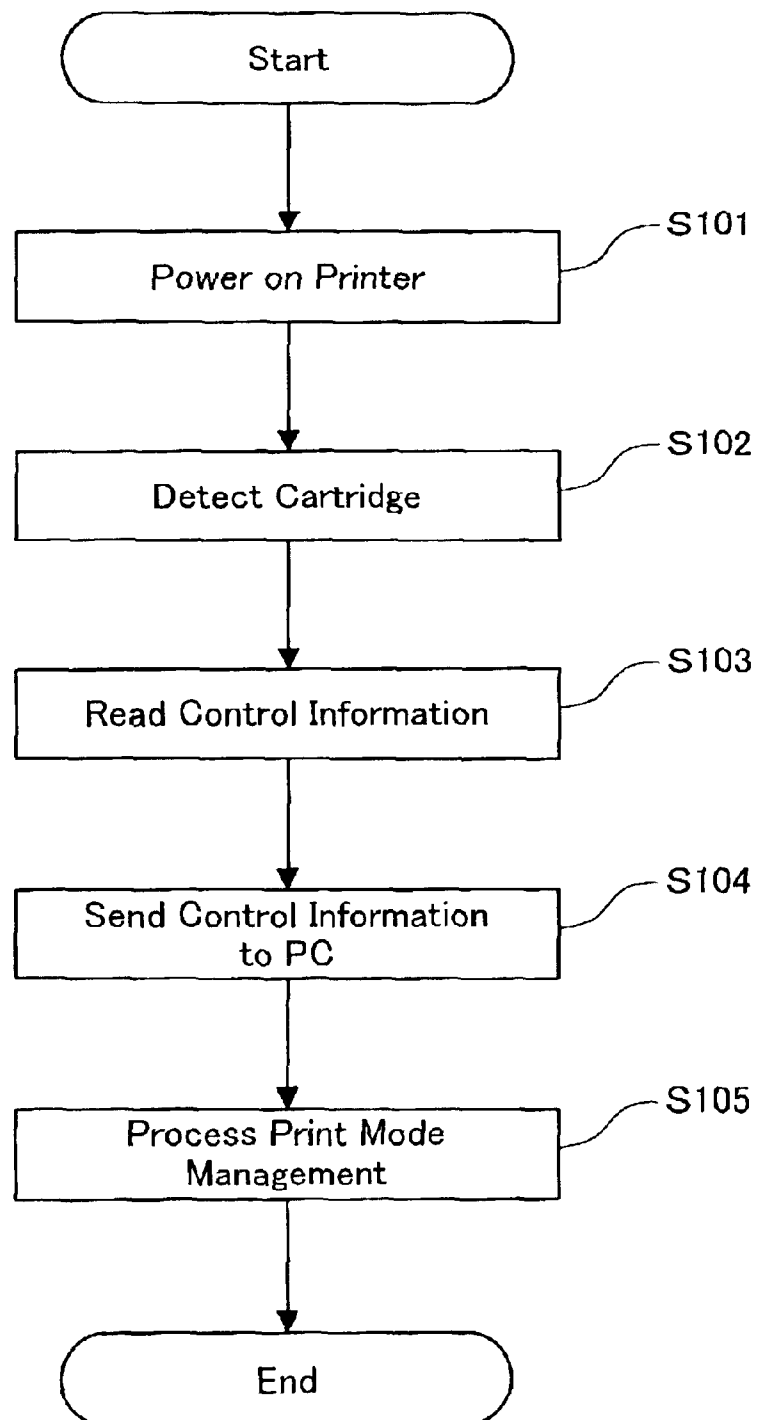 Start
S101
Power on Printer
S102
Detect Cartridge
S103
Read Control Information
S104
Send Control Information
to PC
S105
Process Print Mode
Management
End